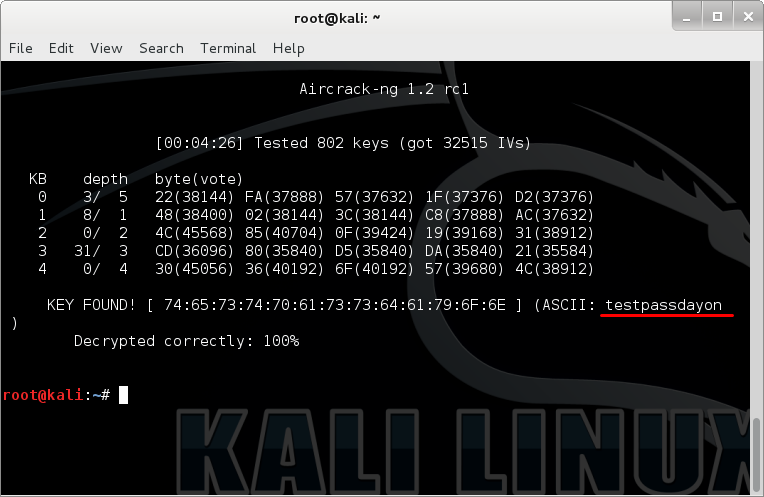 root@kali: ~
File Edit View Search Terminal Help
Aircrack-ng 1.2 rc1
[00:04:26] Tested 802 keys (got 32515 IVs)
KB depth byte(vote)
0 3/ 5 22(38144) FA(37888) 57(37632) 1F(37376) D2(37376)
1 8/ 1 48(38400) 02(38144) 3C(38144) C8(37888) AC(37632)
2 0/ 2 4C(45568) 85(40704) 0F(39424) 19(39168) 31(38912)
3 31/ 3 CD(36096) 80(35840) D5(35840) DA(35840) 21(35584)
4 0/ 4 30(45056) 36(40192) 6F(40192) 57(39680) 4C(38912)
KEY FOUND! [ 74:65:73:74:70:61:73:73:64:61:79:6F:6E ] (ASCII: testpassdayon
)
Decrypted correctly: 100%
root@kali:~#
KALI LINUX